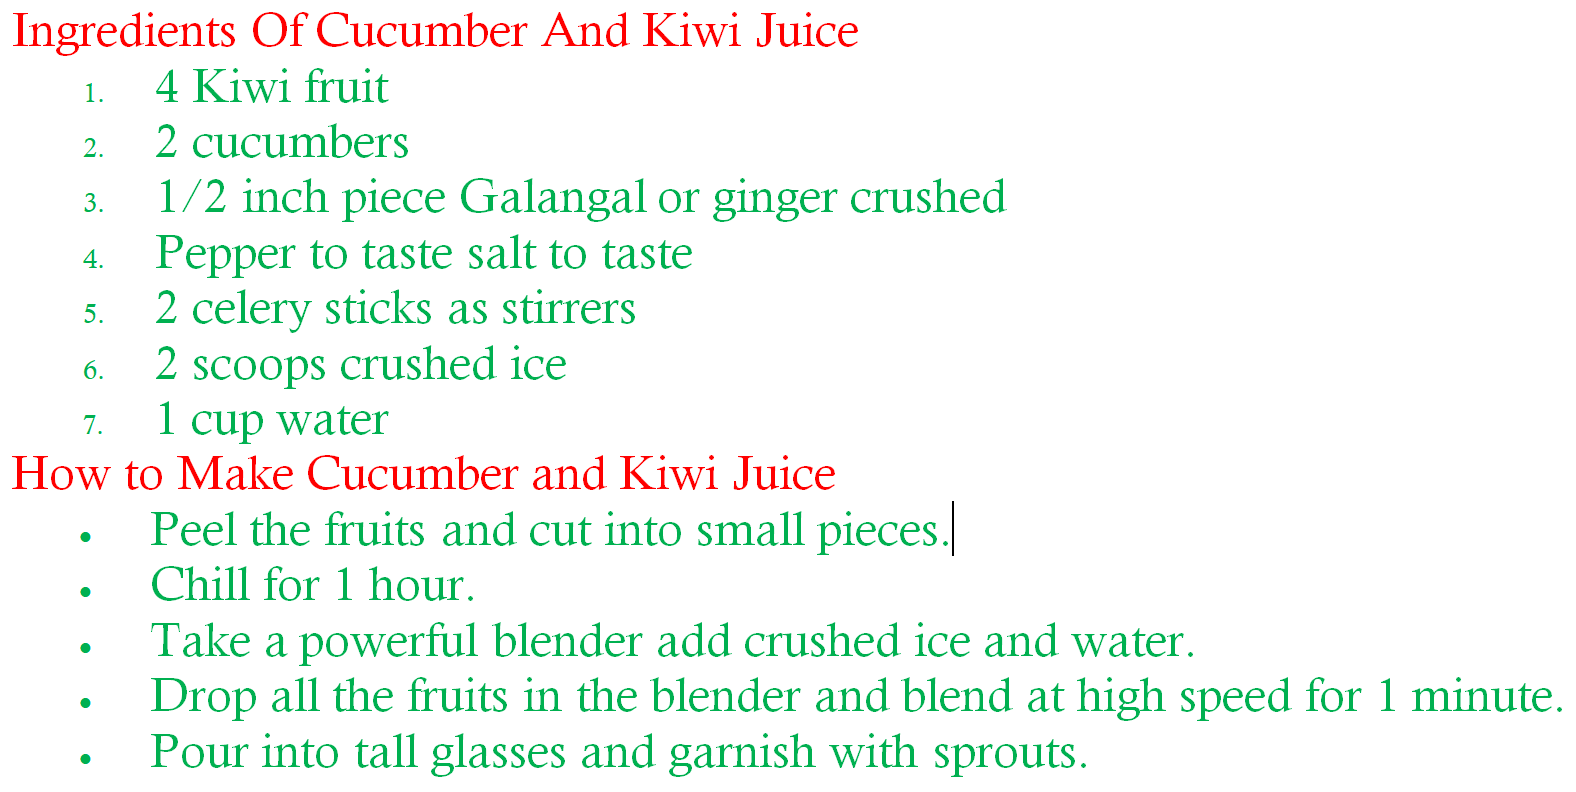 Ingredients Of Cucumber And Kiwi Juice
1. 4 Kiwi fruit
2. 2 cucumbers
3. 1/2 inch piece Galangal or ginger crushed
4. Pepper to taste salt to taste
5. 2 celery sticks as stirrers
6. 2 scoops crushed ice
7. 1 cup water
How to Make Cucumber and Kiwi Juice
• Peel the fruits and cut into small pieces.
• Chill for 1 hour.
• Take a powerful blender add crushed ice and water.
• Drop all the fruits in the blender and blend at high speed for 1 minute.
• Pour into tall glasses and garnish with sprouts.